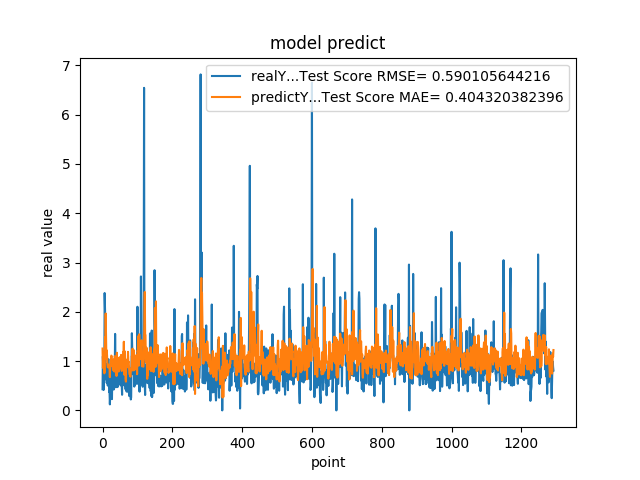 model predict
realY...Test Score RMSE= 0.590105644216
predictY...Test Score MAE= 0.404320382396
real value
7
6
5
4
3
2
1
0
0 200 400 600 800 1000 1200
point